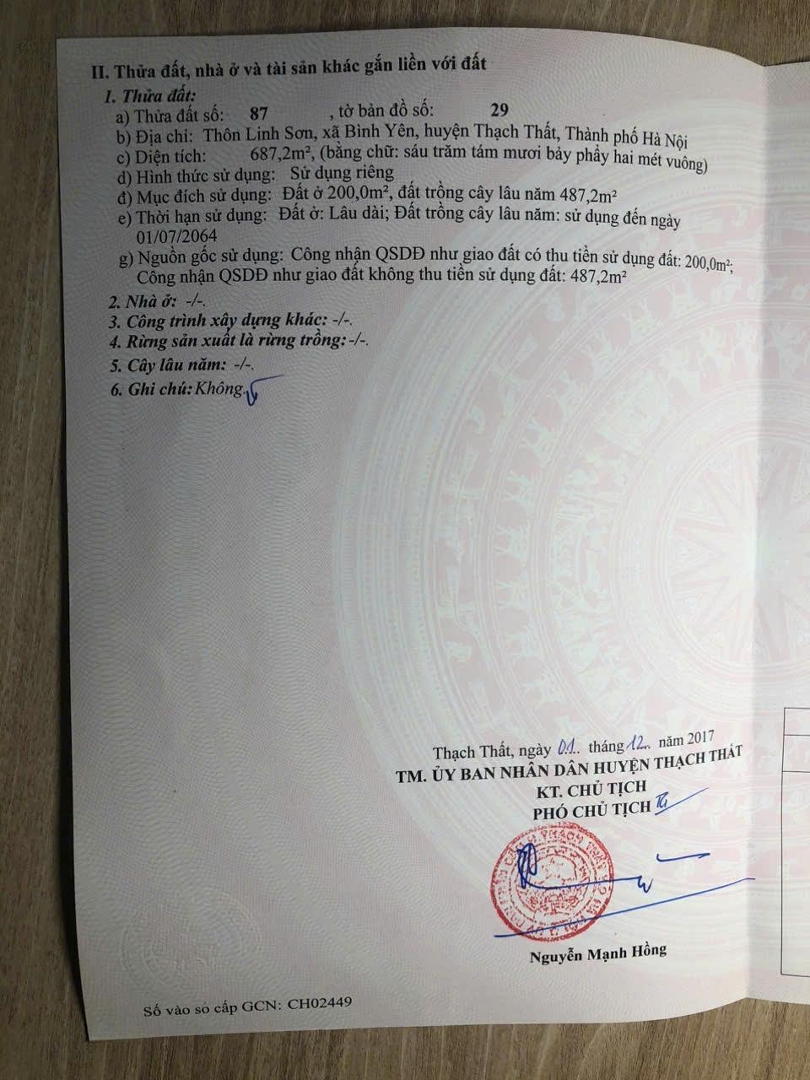 II. Thửa đất, nhà ở và tài sản khác gắn liền với đất
1. Thửa đất:
a) Thửa đất số: 87 , tờ bản đồ số: 29
b) Địa chỉ: Thôn Linh Sơn, xã Bình Yên, huyện Thạch Thất, Thành phố Hà Nội
c) Diện tích: 687,2m², (bằng chữ: sáu trăm tám mươi bảy phẩy hai mét vuông)
d) Hình thức sử dụng: Sử dụng riêng
đ) Mục đích sử dụng: Đất ở 200,0m², đất trồng cây lâu năm 487,2m²
e) Thời hạn sử dụng: Đất ở: Lâu dài; Đất trồng cây lâu năm: sử dụng đến ngày
01/07/2064
g) Nguồn gốc sử dụng: Công nhận QSDĐ như giao đất có thu tiền sử dụng đất: 200,0m²;
Công nhận QSDĐ như giao đất không thu tiền sử dụng đất: 487,2m²
2. Nhà ở: -/-.
3. Công trình xây dựng khác: -/-.
4. Rừng sản xuất là rừng trồng: -/-.
5. Cây lâu năm: -/-.
6. Ghi chú: Không.
Thạch Thất, ngày 01.. tháng 12.. năm 2017
TM. ỦY BAN NHÂN DÂN HUYỆN THẠCH THẤT
KT. CHỦ TỊCH
PHÓ CHỦ TỊCH
Nguyễn Mạnh Hồng
Số vào sổ cấp GCN: CH02449